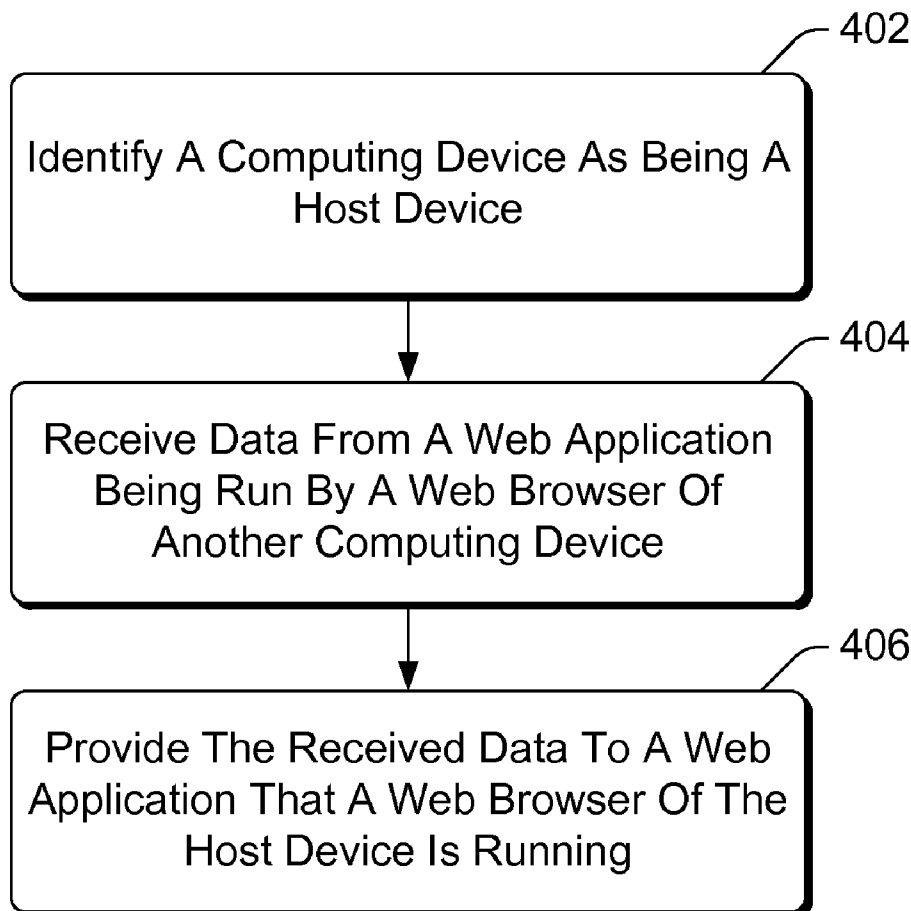 402
Identify A Computing Device As Being A
Host Device
404
Receive Data From A Web Application
Being Run By A Web Browser Of
Another Computing Device
406
Provide The Received Data To A Web
Application That A Web Browser Of The
Host Device Is Running